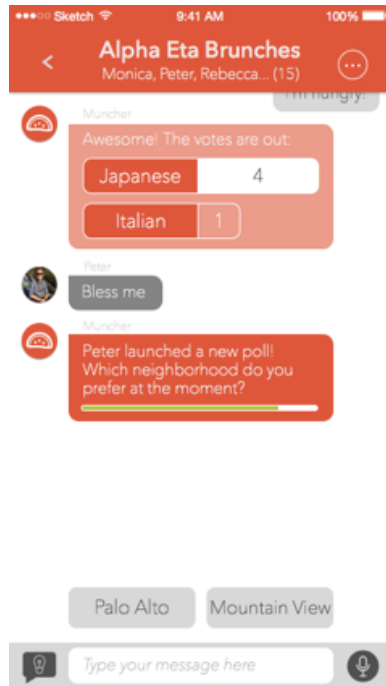 Sketch 9:41 AM 100%
Alpha Eta Brunches
Monica, Peter, Rebecca... (15)
I'm hungry!
Muncher
Awesome! The votes are out:
Japanese 4
Italian 1
Peter
Bless me
Muncher
Peter launched a new poll!
Which neighborhood do you
prefer at the moment?
Palo Alto Mountain View
Type your message here